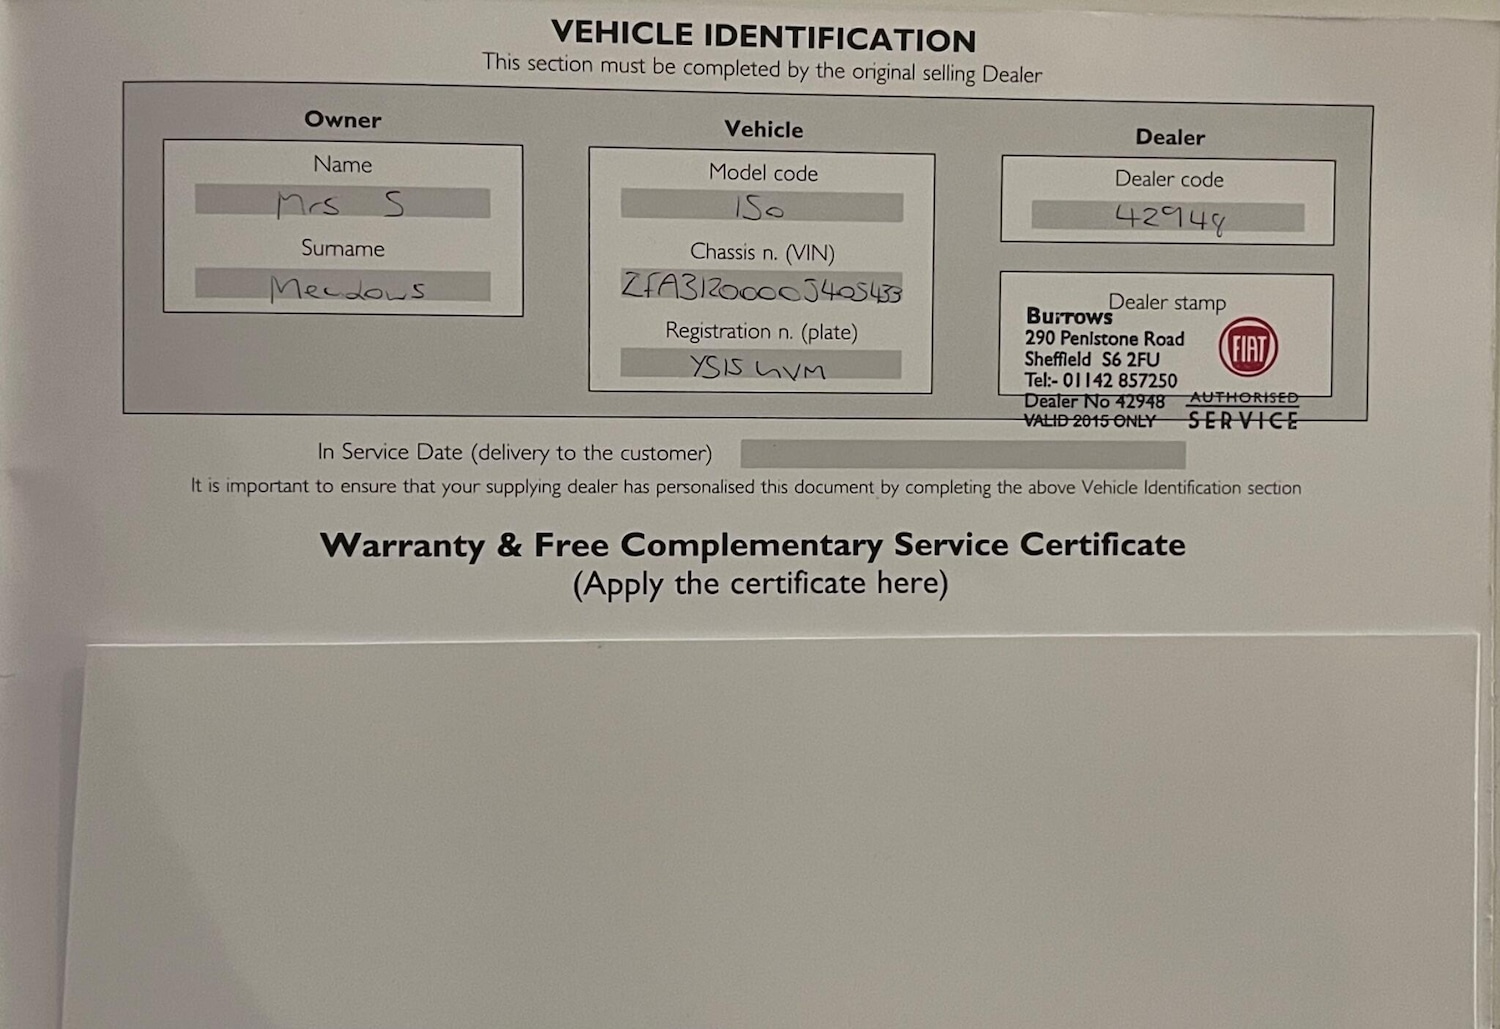 VEHICLE IDENTIFICATION
This section must be completed by the original selling Dealer
Owner
Name
Mrs S
Surname
Meadows
Vehicle
Model code
150
Chassis n. (VIN)
ZFA3120000J405433
Registration n. (plate)
YS15 HVM
Dealer
Dealer code
42948
Dealer stamp
Burrows
290 Penistone Road
Sheffield S6 2FU
Tel:- 01142 857250
Dealer No 42948
VALID 2015 ONLY
FIAT
AUTHORISED
SERVICE
In Service Date (delivery to the customer)
It is important to ensure that your supplying dealer has personalised this document by completing the above Vehicle Identification section
Warranty & Free Complementary Service Certificate
(Apply the certificate here)